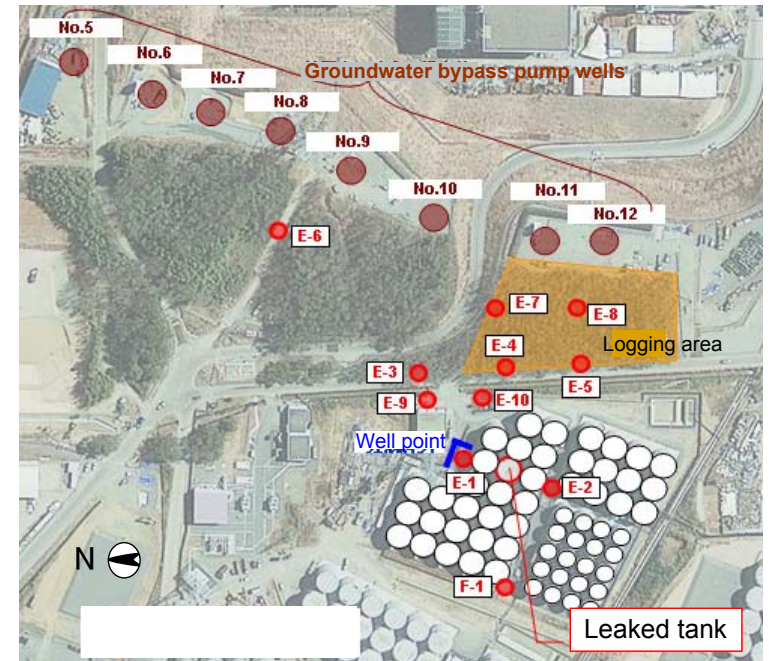 No.5
No.6
No.7
Groundwater bypass pump wells
No.8
No.9
No.10
No.11
No.12
E-6
E-7
E-8
Logging area
E-4
E-3
E-5
E-9
E-10
Well point
E-1
E-2
N
F-1
Leaked tank